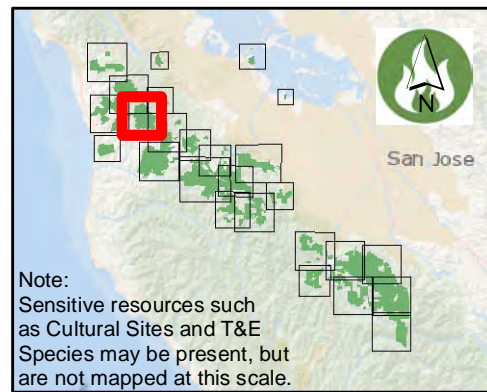 N
San Jose
Note:
Sensitive resources such
as Cultural Sites and T&E
Species may be present, but
are not mapped at this scale.